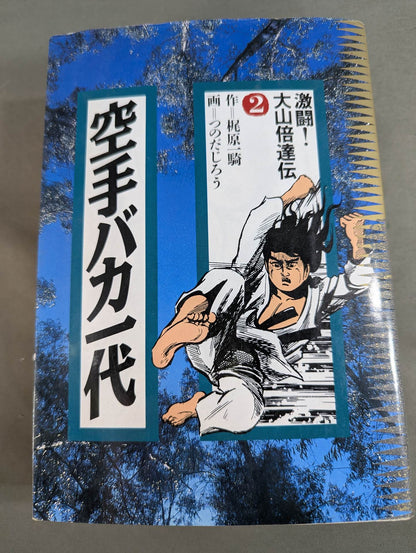 激闘！
大山倍達伝
2
作＝梶原一騎
画＝つのだじろう
空手バカ一代